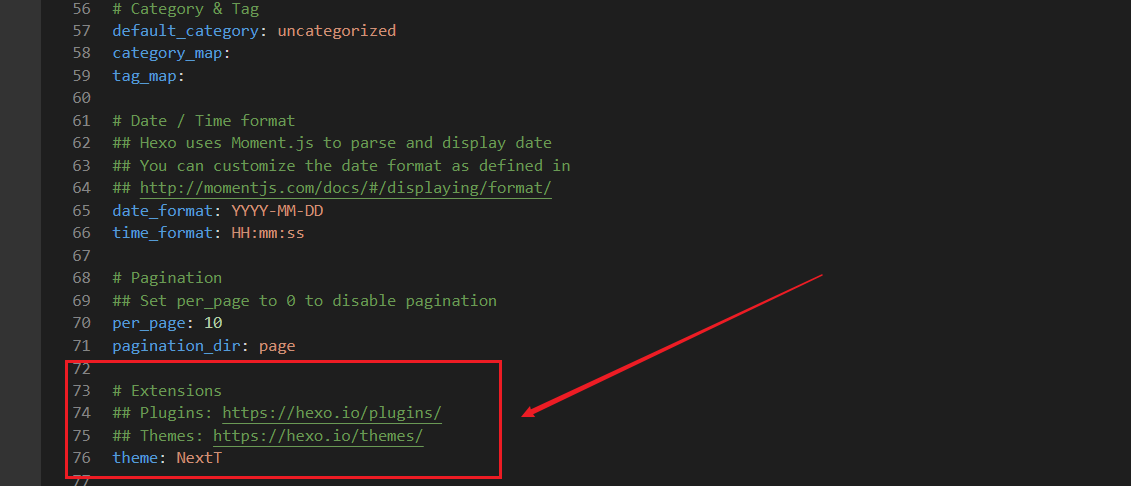 56 # Category & Tag
57 default_category: uncategorized
58 category_map:
59 tag_map:
60
61 # Date / Time format
62 ## Hexo uses Moment.js to parse and display date
63 ## You can customize the date format as defined in
64 ## http://momentjs.com/docs/#/displaying/format/
65 date_format: YYYY-MM-DD
66 time_format: HH:mm:ss
67
68 # Pagination
69 ## Set per_page to 0 to disable pagination
70 per_page: 10
71 pagination_dir: page
72
73 # Extensions
74 ## Plugins: https://hexo.io/plugins/
75 ## Themes: https://hexo.io/themes/
76 theme: NextT
77